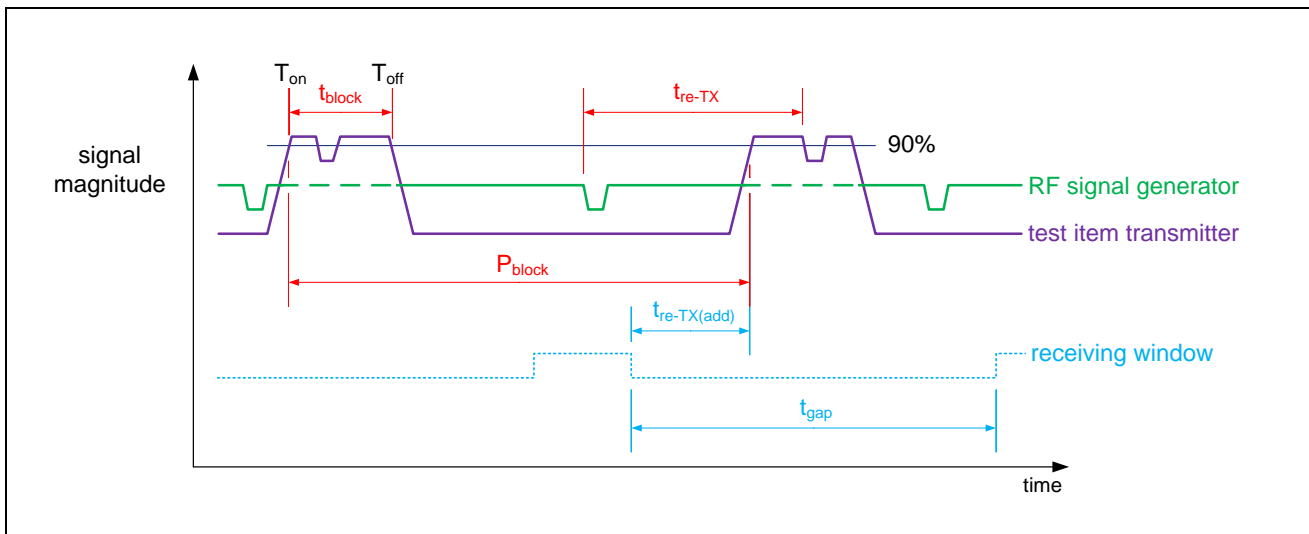 Ton
Toff
tblock
tre-TX
90%
signal
magnitude
RF signal generator
test item transmitter
Pblock
tre-TX(add)
receiving window
tgap
time